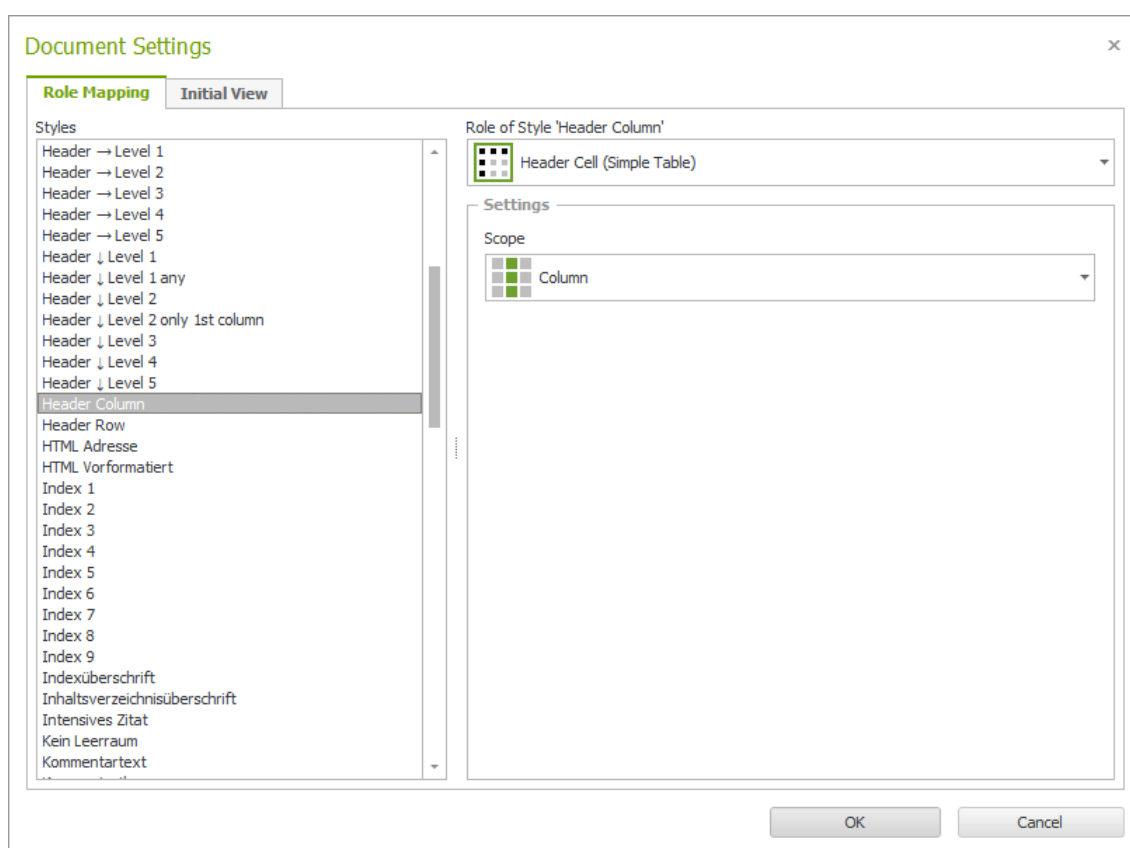 Document Settings
Role Mapping
Initial View
Styles
Header → Level 1
Header → Level 2
Header → Level 3
Header → Level 4
Header → Level 5
Header ↓ Level 1
Header ↓ Level 1 any
Header ↓ Level 2
Header ↓ Level 2 only 1st column
Header ↓ Level 3
Header ↓ Level 4
Header ↓ Level 5
Header Column
Header Row
HTML Adresse
HTML Vorformatiert
Index 1
Index 2
Index 3
Index 4
Index 5
Index 6
Index 7
Index 8
Index 9
Indexüberschrift
Inhaltsverzeichnisüberschrift
Intensives Zitat
Kein Leerraum
Kommentartext
Role of Style 'Header Column'
Header Cell (Simple Table)
Settings
Scope
Column
OK
Cancel